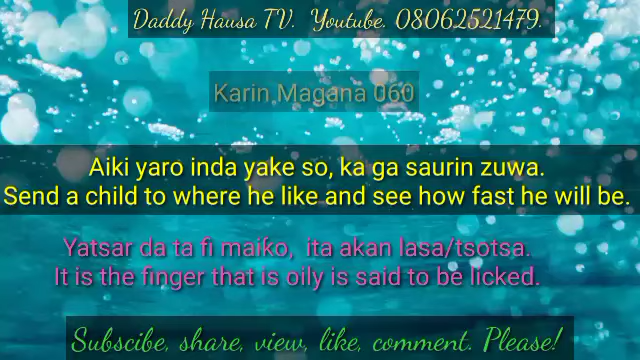 Daddy Hausa TV. Youtube. 08062521479.
Karin Magana 060
Aiki yaro inda yake so, ka ga saurin zuwa.
Send a child to where he like and see how fast he will be.
Yatsar da ta fi maiƙo, ita akan lasa/tsotsa.
It is the finger that is oily is said to be licked.
Subscibe, share, view, like, comment. Please!